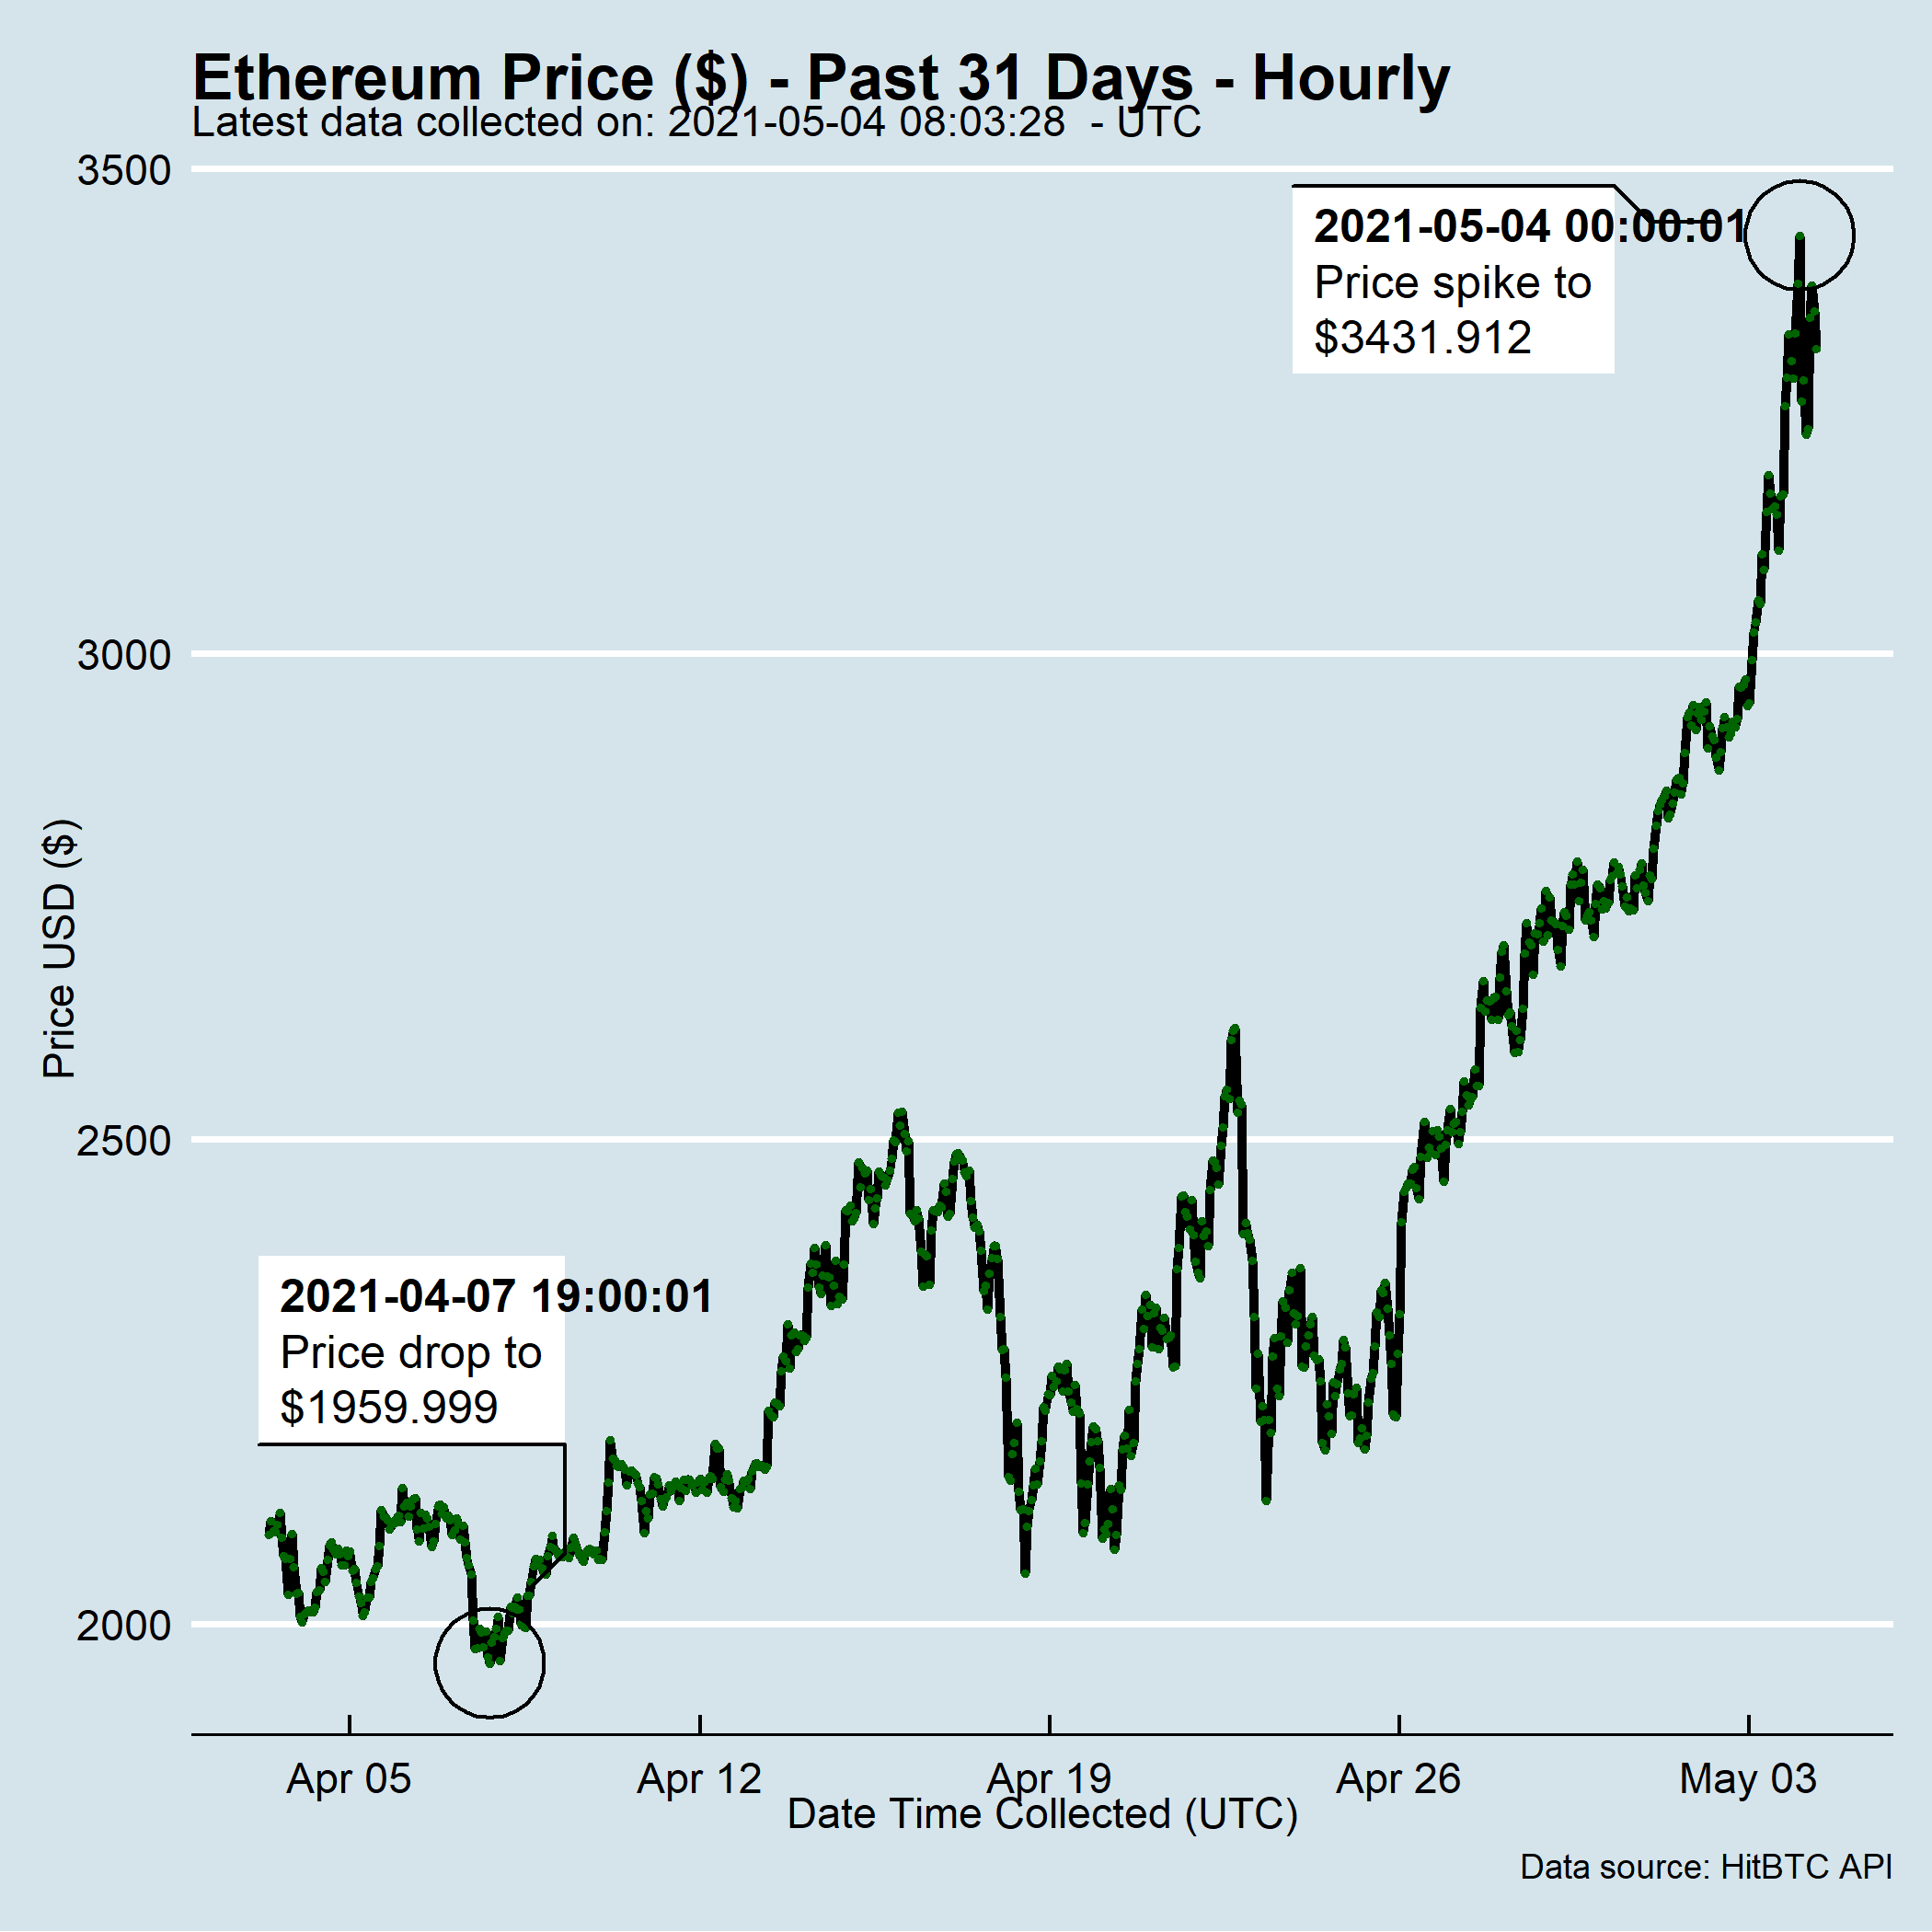 Ethereum Price ($) - Past 31 Days - Hourly
Latest data collected on: 2021-05-04 08:03:28  - UTC
3500
3000
2500
2000
Price USD ($)
2021-05-04 00:00:01
Price spike to
$3431.912
2021-04-07 19:00:01
Price drop to
$1959.999
Apr 05
Apr 12
Apr 19
Apr 26
May 03
Date Time Collected (UTC)
Data source: HitBTC API